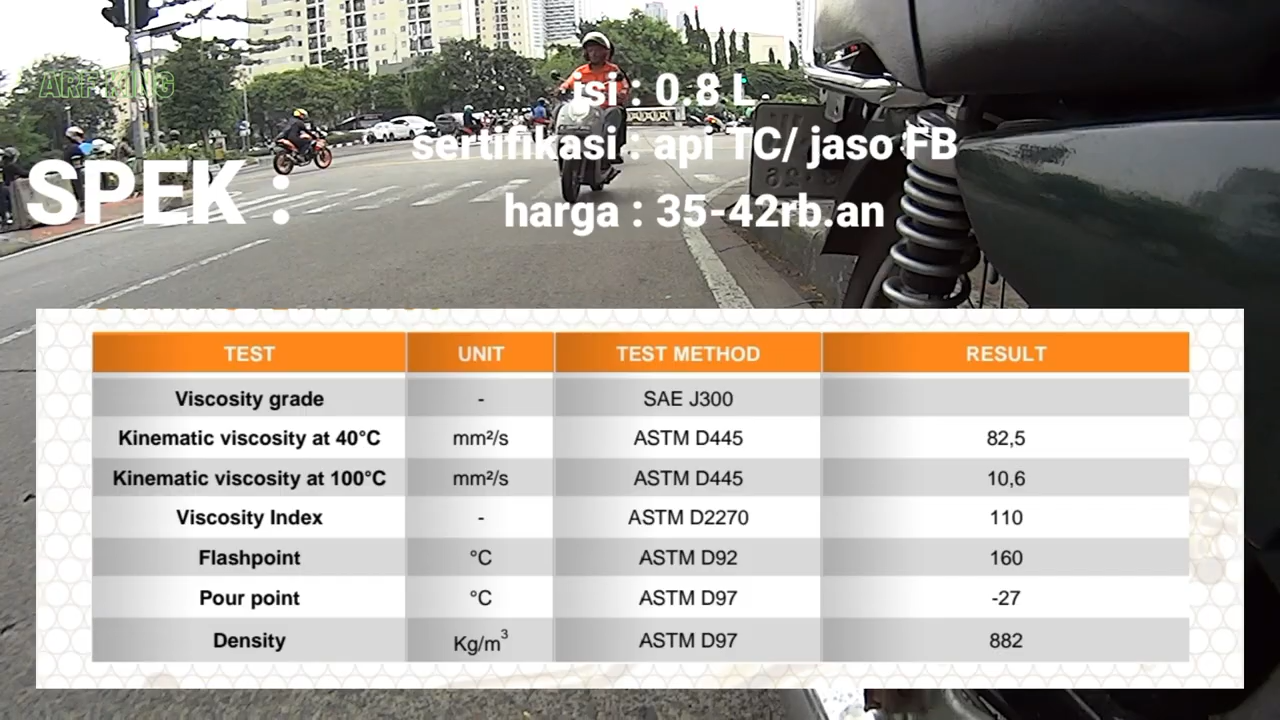 isi : 0.8 L
sertifikasi : api TC/ jaso FB
SPEK :
harga : 35-42rb.an
TEST UNIT TEST METHOD RESULT
Viscosity grade - SAE J300
Kinematic viscosity at 40°C mm²/s ASTM D445 82,5
Kinematic viscosity at 100°C mm²/s ASTM D445 10,6
Viscosity Index - ASTM D2270 110
Flashpoint °C ASTM D92 160
Pour point °C ASTM D97 -27
Density Kg/m³ ASTM D97 882